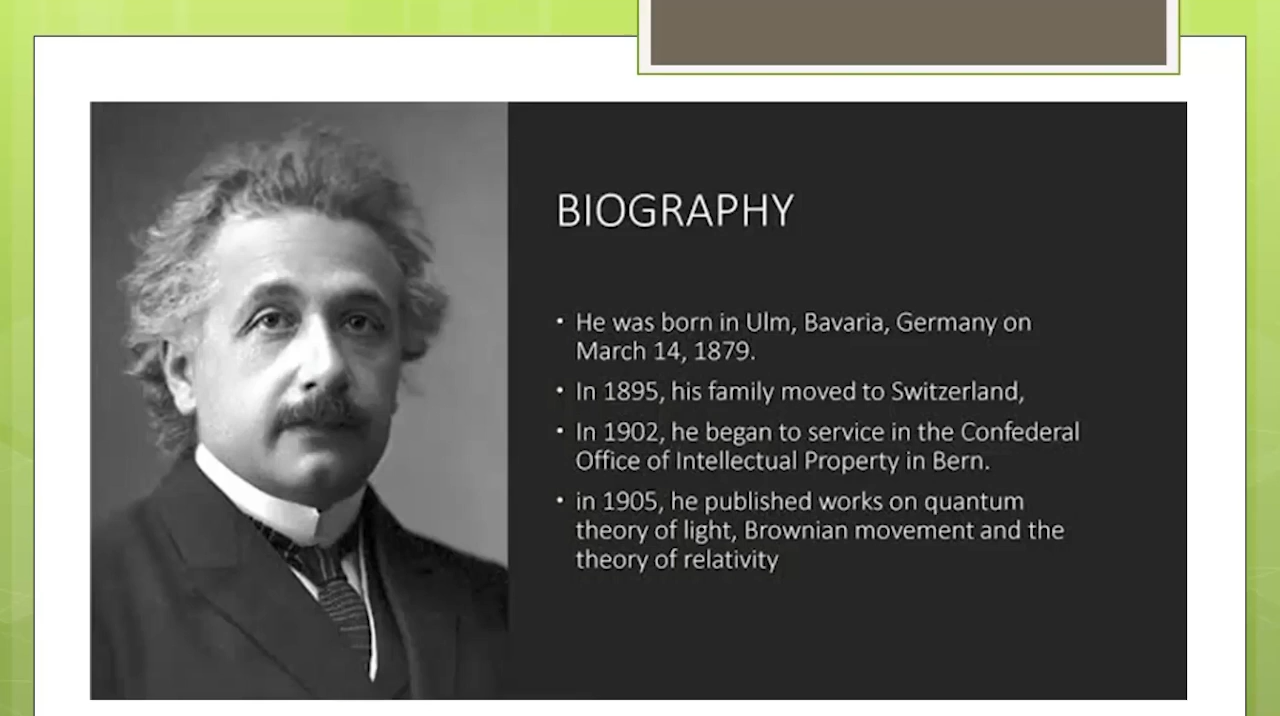 BIOGRAPHY
• He was born in Ulm, Bavaria, Germany on
March 14, 1879.
• In 1895, his family moved to Switzerland,
• In 1902, he began to service in the Confederal
Office of Intellectual Property in Bern.
• in 1905, he published works on quantum
theory of light, Brownian movement and the
theory of relativity